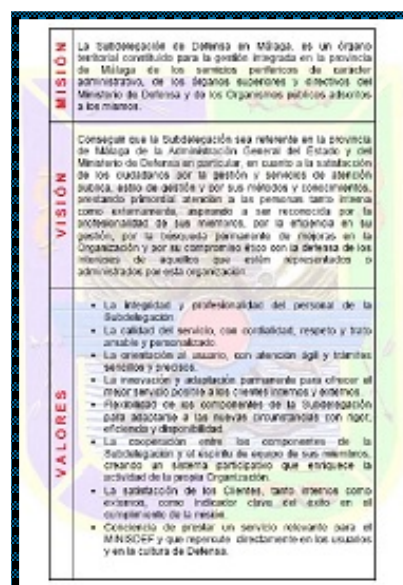 MISIÓN
La Subdelegación de Defensa en Málaga, es un órgano
territorial constituido para la gestión integrada en la provincia
de Málaga de los servicios periféricos de carácter
administrativo, de los órganos superiores y directivos del
Ministerio de Defensa y de los Organismos públicos adscritos
a los mismos.
VISIÓN
Conseguir que la Subdelegación sea referente en la provincia
de Málaga de la Administración General del Estado y del
Ministerio de Defensa en particular, en cuanto a la satisfacción
de los ciudadanos por la gestión y servicios de atención
pública, estilo de gestión y por sus métodos y conocimientos,
prestando primordial atención a las personas tanto interna
como externamente, aspirando a ser reconocida por la
profesionalidad de sus miembros, por la eficiencia en su
gestión, por la búsqueda permanente de mejoras en la
Organización y por su compromiso ético con la defensa de los
intereses de aquellos que estén representados o
administrados por esta organización.
VALORES
• La integridad y profesionalidad del personal de la
Subdelegación.
• La calidad del servicio, con cordialidad, respeto y trato
amable y personalizado.
• La orientación al usuario, con atención ágil y trámites
sencillos y precisos.
• La innovación y adaptación permanente para ofrecer el
mejor servicio posible a los clientes internos y externos.
• Flexibilidad de los componentes de la Subdelegación
para adaptarse a las nuevas circunstancias con rigor,
eficiencia y disponibilidad.
• La cooperación entre los componentes de la
Subdelegación y el espíritu de equipo de sus miembros,
creando un sistema participativo que enriquece la
actividad de la propia Organización.
• La satisfacción de los Clientes, tanto internos como
externos, como indicador clave del éxito en el
cumplimiento de la misión.
• Conciencia de prestar un servicio relevante para el
MINISDEF y que repercute directamente en los usuarios
y en la cultura de Defensa.